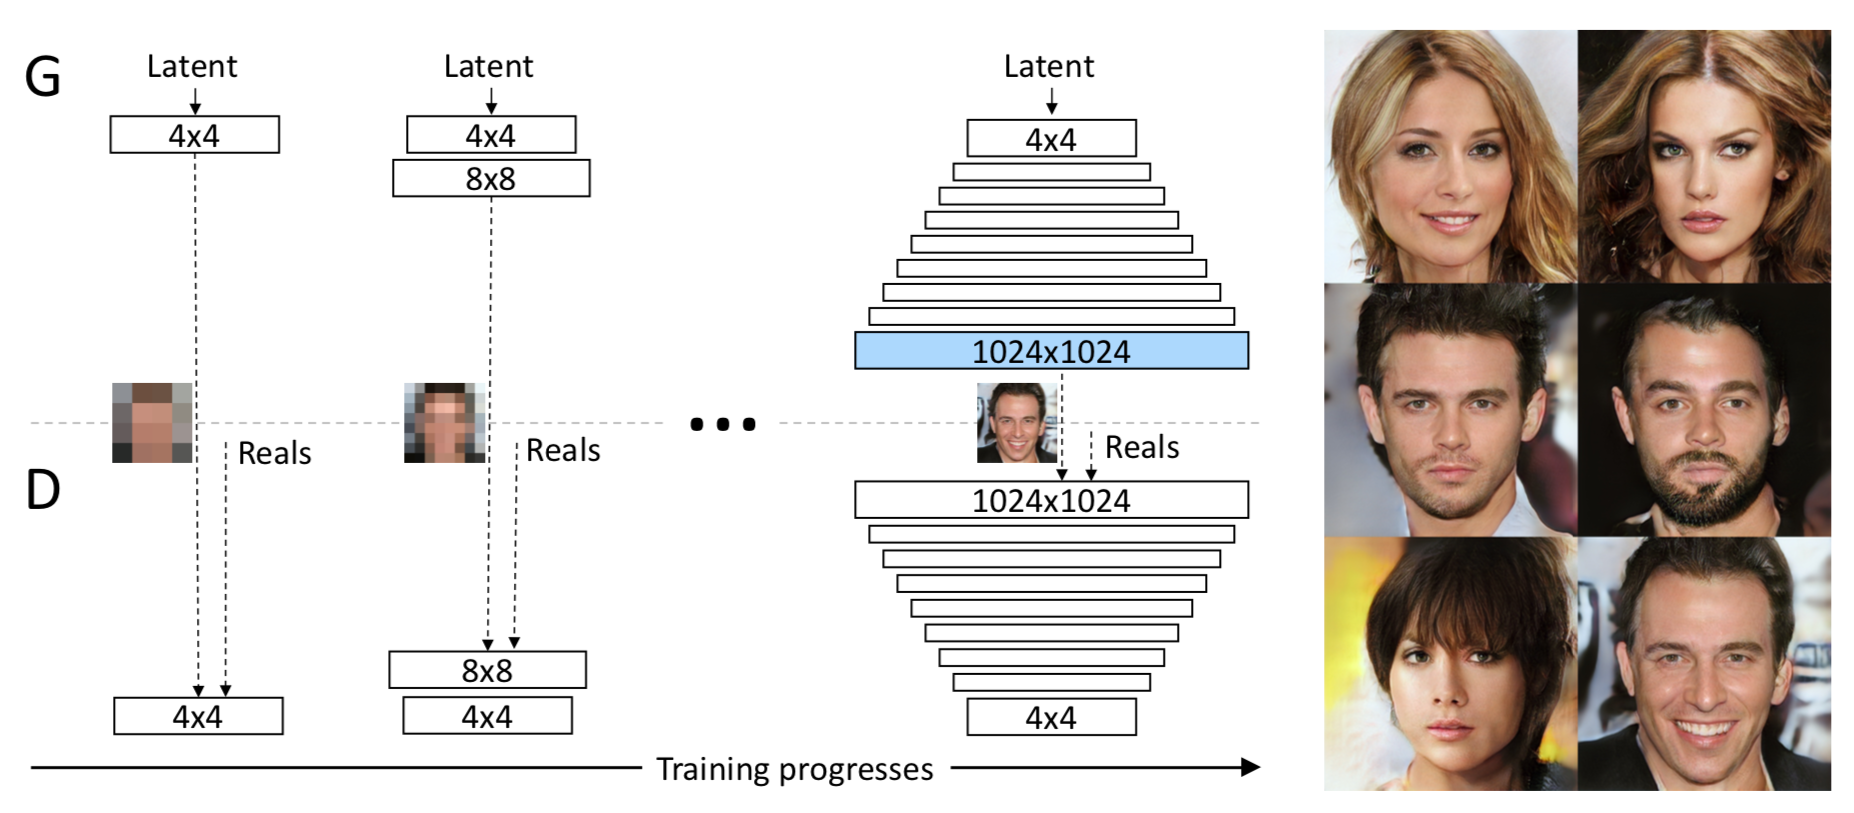 G
Latent
Latent
Latent
4x4
4x4
4x4
8x8
1024x1024
Reals
Reals
Reals
D
1024x1024
8x8
4x4
4x4
4x4
Training progresses